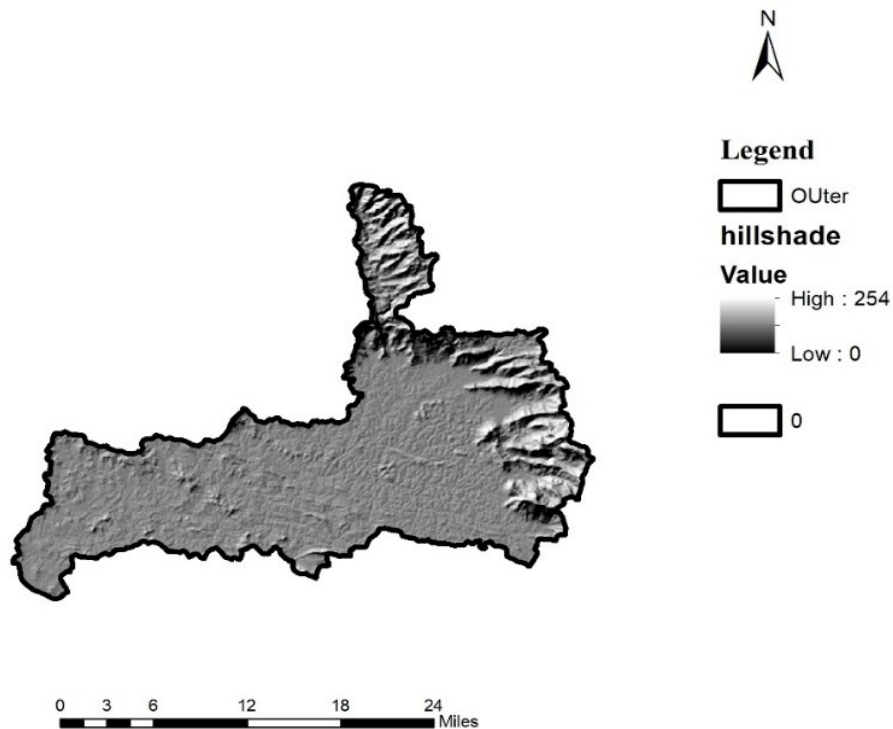 N
Legend
OUter
hillshade
Value
High : 254
Low : 0
0
0 3 6 12 18 24
Miles